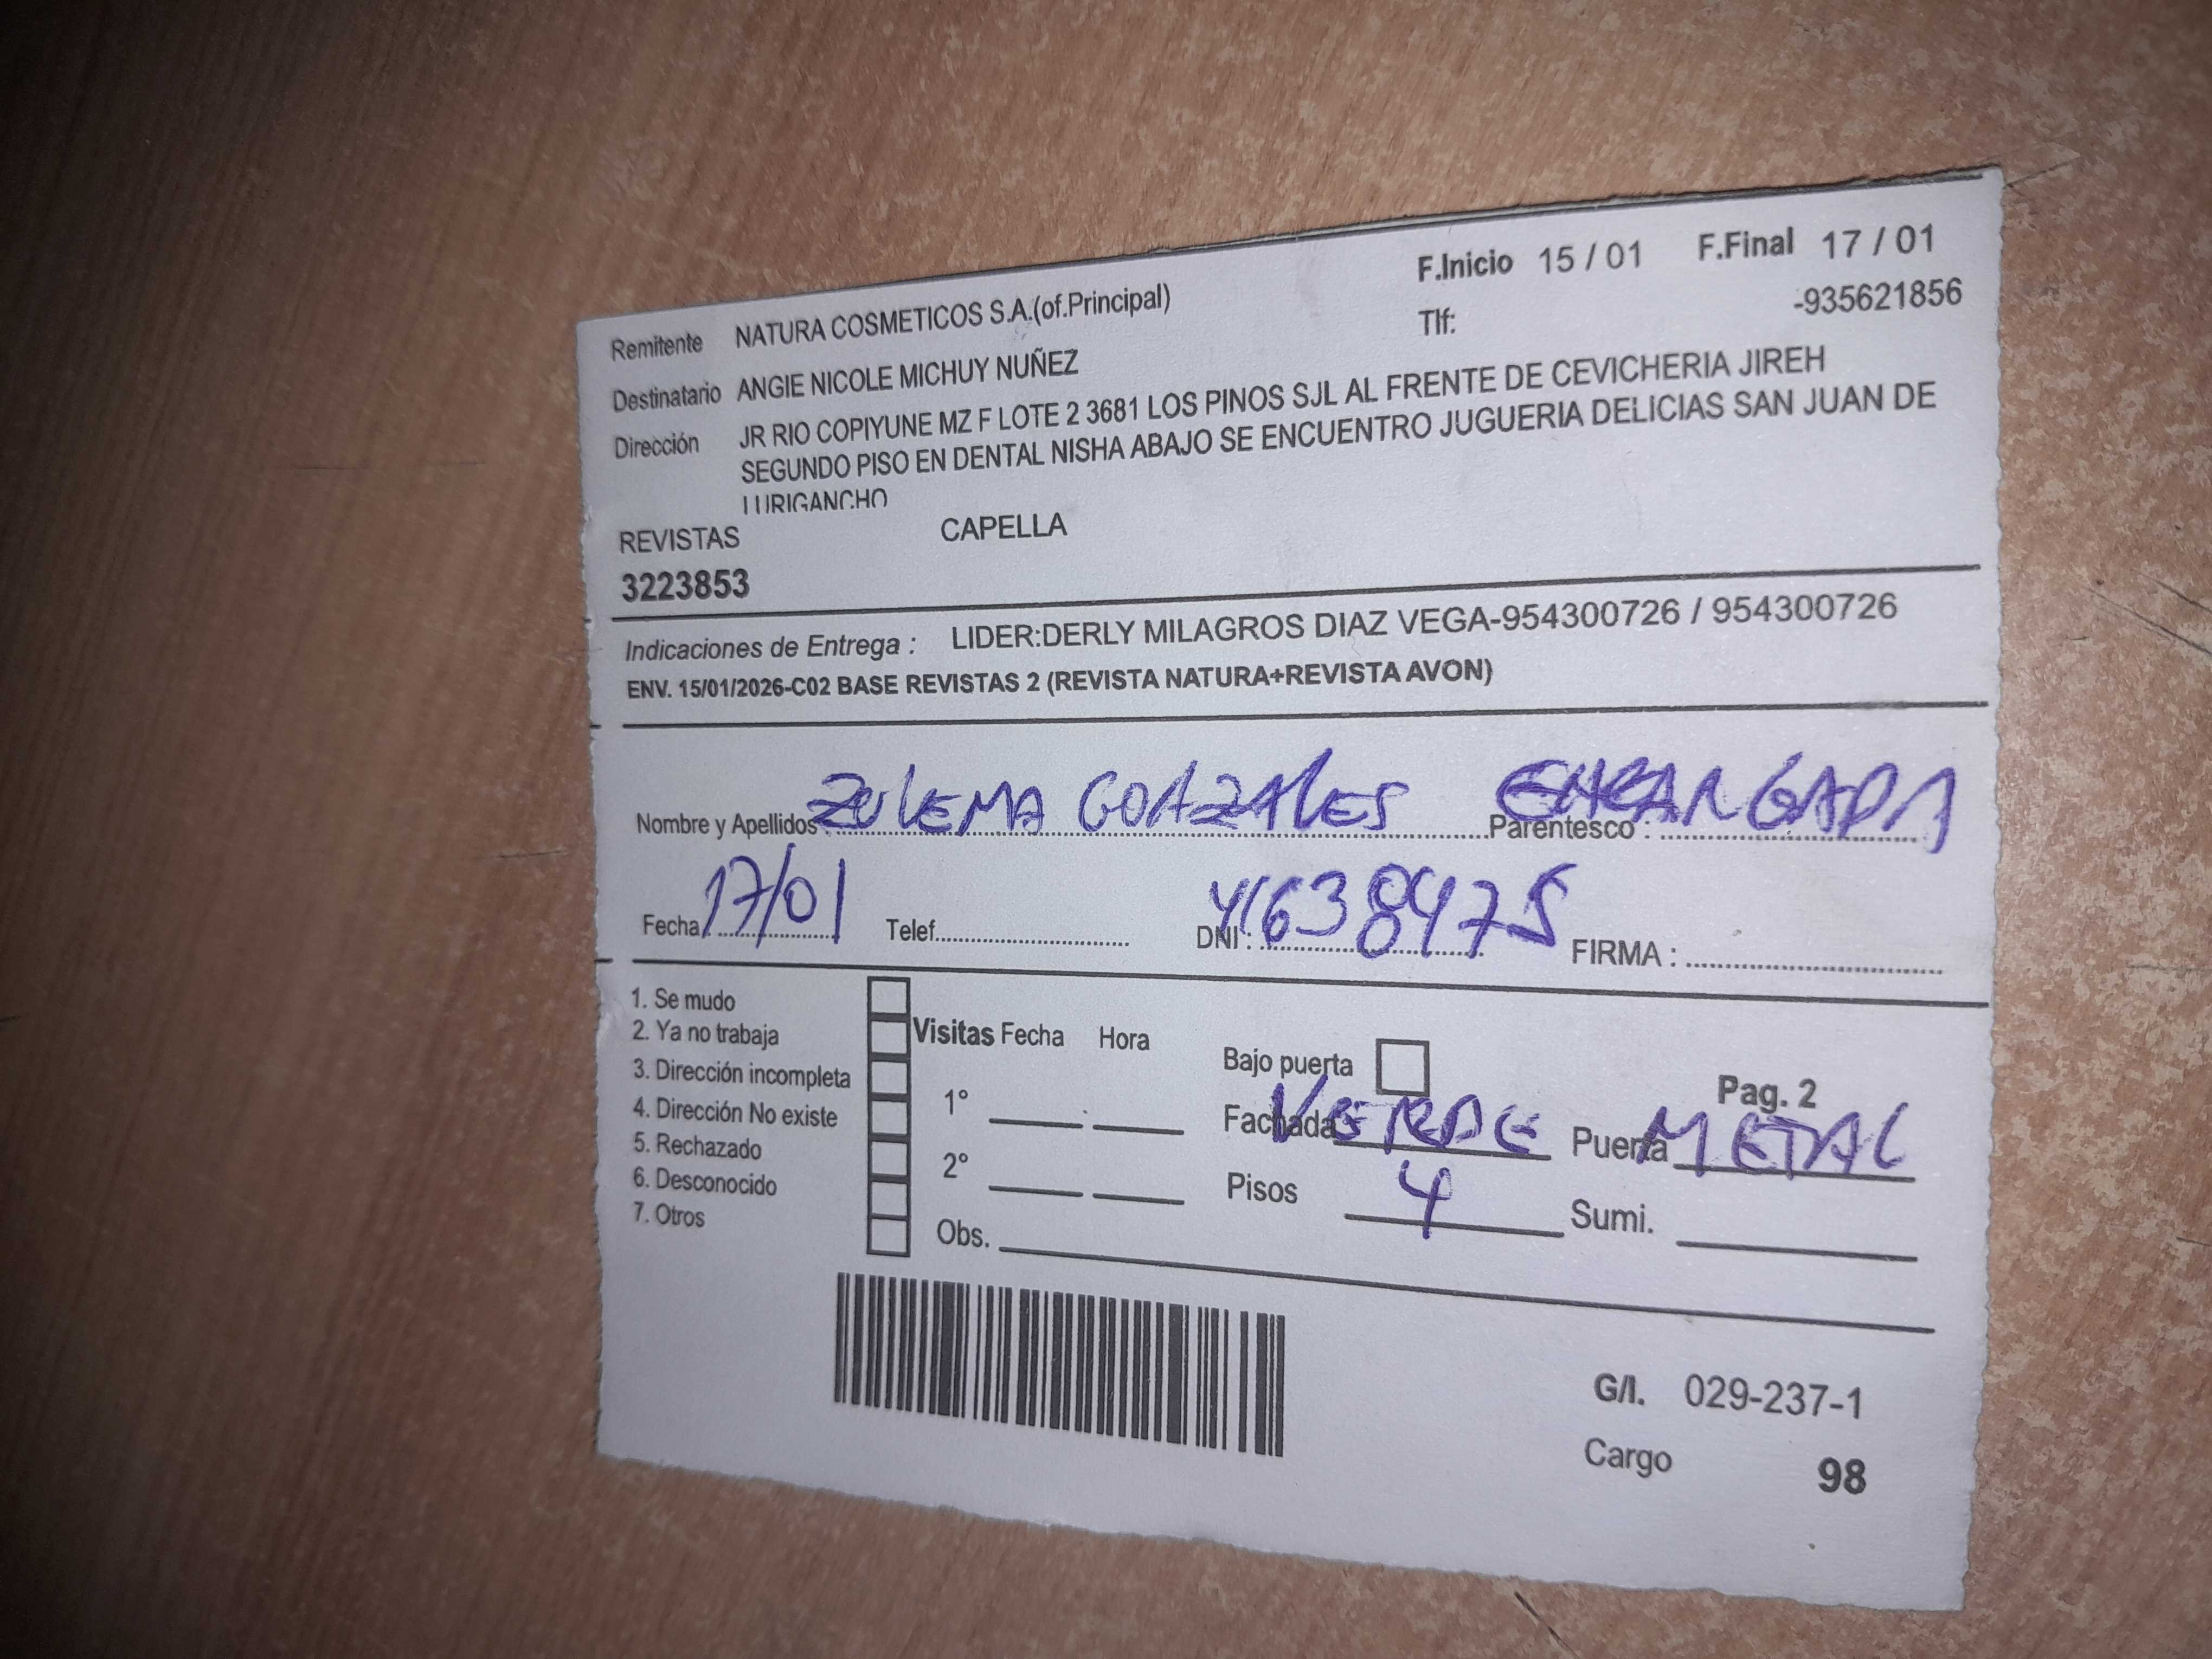 F.Inicio 15 / 01 F.Final 17 / 01
Remitente NATURA COSMETICOS S.A.(of.Principal) Tlf: -935621856
Destinatario ANGIE NICOLE MICHUY NUÑEZ
Dirección JR RIO COPIYUNE MZ F LOTE 2 3681 LOS PINOS SJL AL FRENTE DE CEVICHERIA JIREH
SEGUNDO PISO EN DENTAL NISHA ABAJO SE ENCUENTRO JUGUERIA DELICIAS SAN JUAN DE
LURIGANCHO
REVISTAS CAPELLA
3223853
Indicaciones de Entrega : LIDER:DERLY MILAGROS DIAZ VEGA-954300726 / 954300726
ENV. 15/01/2026-C02 BASE REVISTAS 2 (REVISTA NATURA+REVISTA AVON)
Nombre y Apellidos: ZULEMA GONZALES Parentesco : ENCARGADA
Fecha: 17/01 Telef. DNI : 41638475 FIRMA :
1. Se mudo
2. Ya no trabaja Visitas Fecha Hora Bajo puerta
3. Dirección incompleta 1° Pag. 2
4. Dirección No existe Fachada VERDE Puerta METAL
5. Rechazado 2°
6. Desconocido Pisos 4 Sumi.
7. Otros Obs.
G/I. 029-237-1
Cargo 98